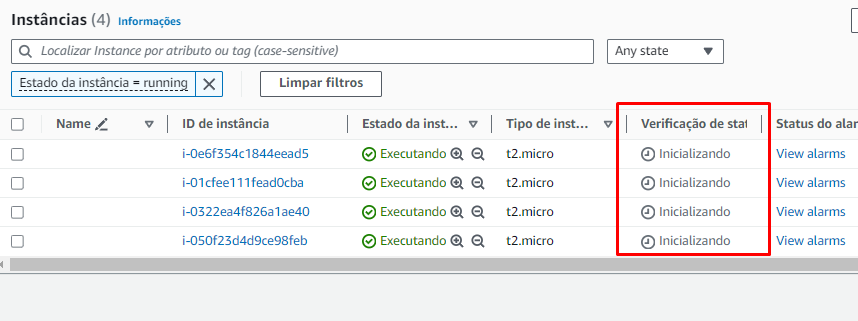 Instâncias (4) Informações
Localizar Instance por atributo ou tag (case-sensitive) Any state
Estado da instância = running Limpar filtros
Name ID de instância Estado da inst... Tipo de inst... Verificação de stat Status do alar
i-0e6f354c1844eead5 Executando t2.micro Inicializando View alarms
i-01cfee111fead0cba Executando t2.micro Inicializando View alarms
i-0322ea4f826a1ae40 Executando t2.micro Inicializando View alarms
i-050f23d4d9ce98feb Executando t2.micro Inicializando View alarms